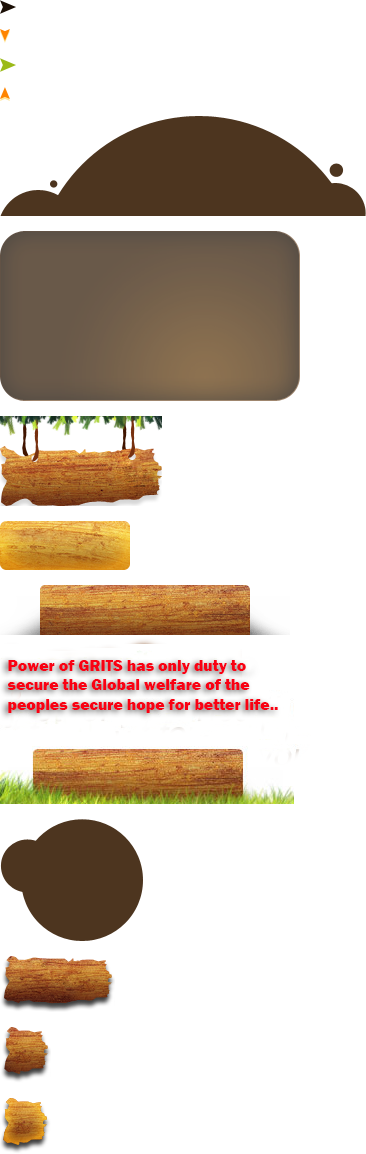 Power of GRITS has only duty to
secure the Global welfare of the
peoples secure hope for better life..